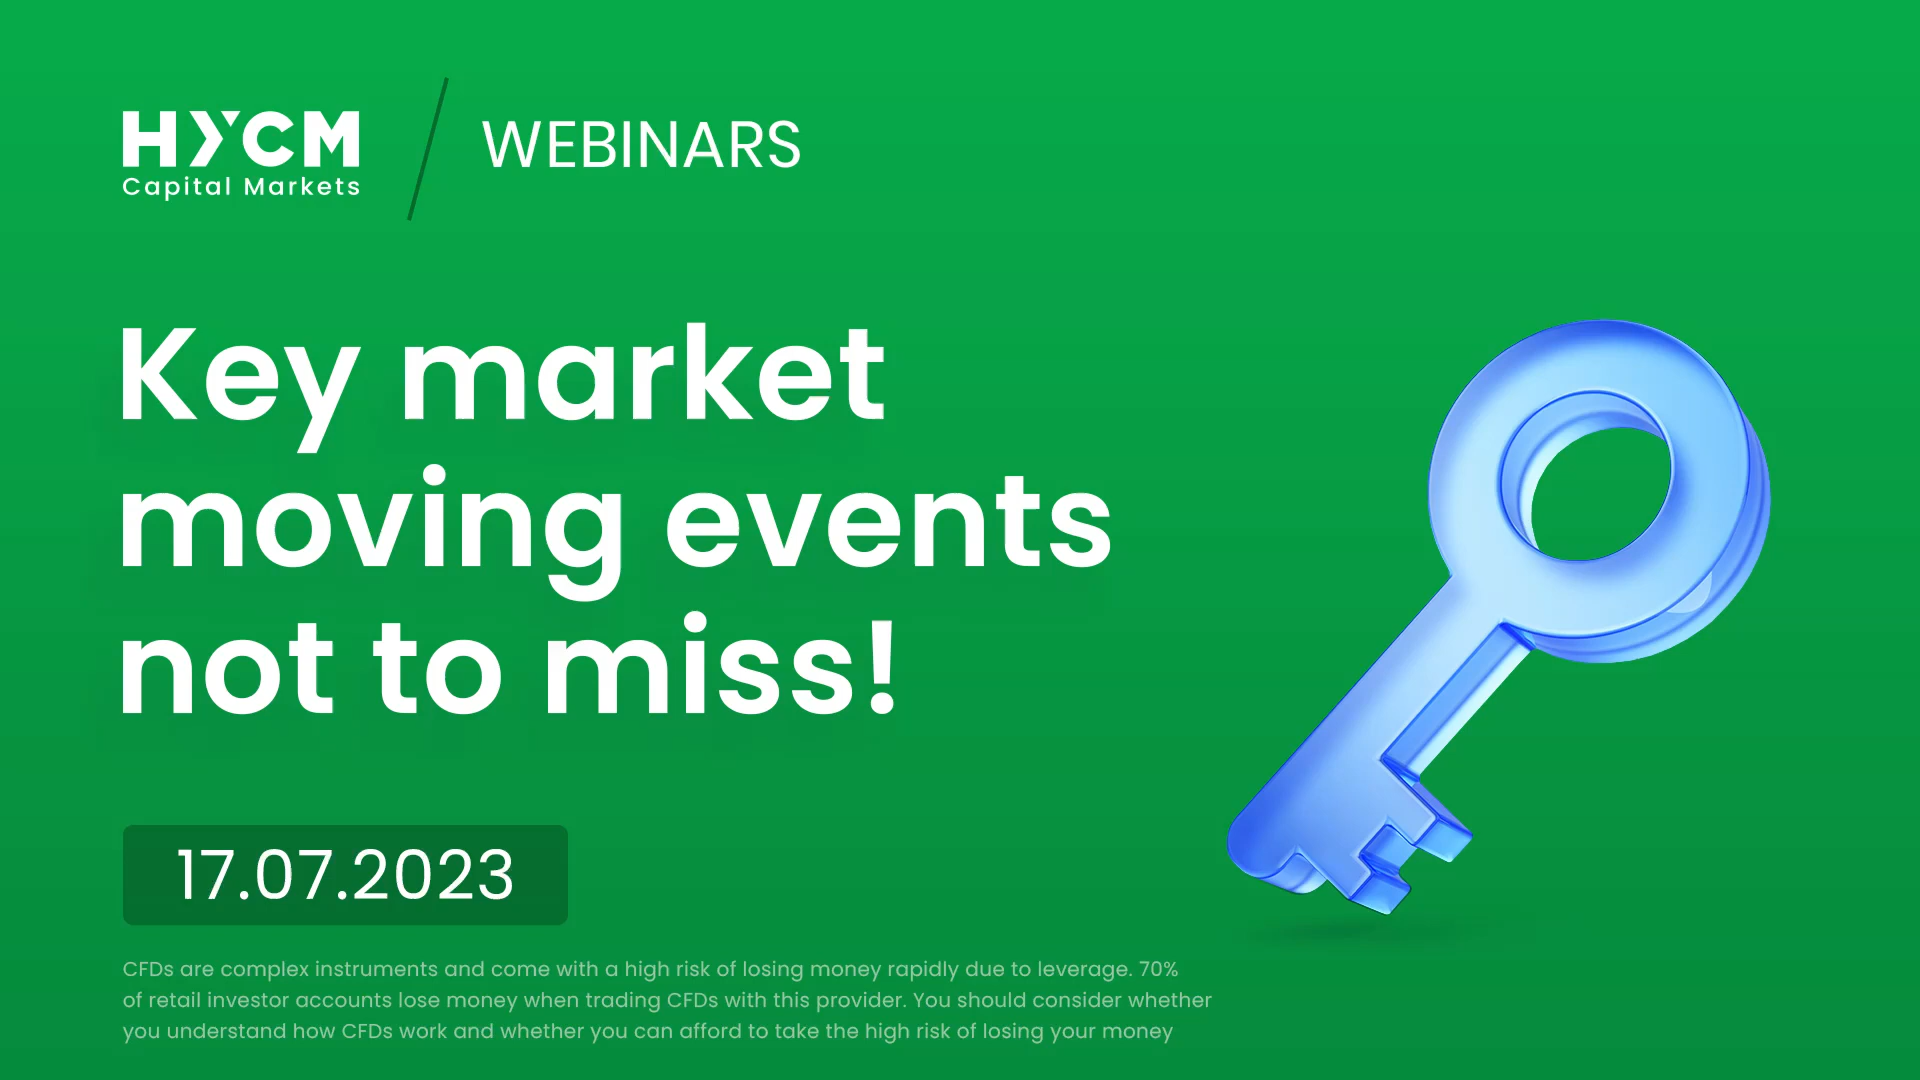 HYCM
Capital Markets
WEBINARS
Key market
moving events
not to miss!
17.07.2023
CFDs are complex instruments and come with a high risk of losing money rapidly due to leverage. 70%
of retail investor accounts lose money when trading CFDs with this provider. You should consider whether
you understand how CFDs work and whether you can afford to take the high risk of losing your money